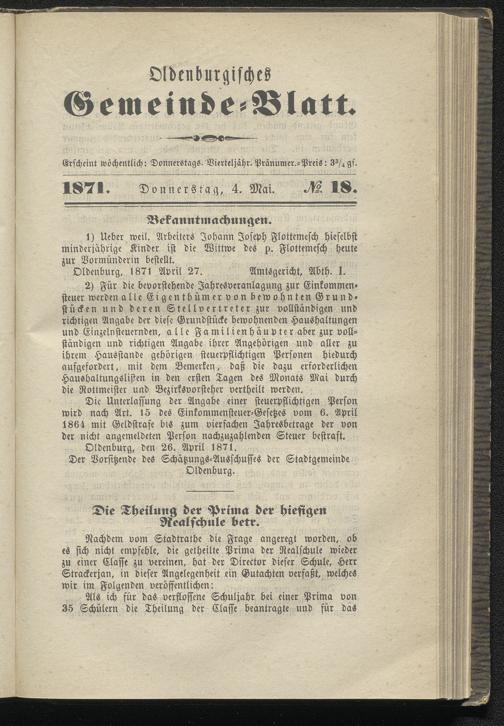 Oldenburgisches
Gemeinde=Blatt.
Erscheint wöchentlich: Donnerstags. Vierteljähr. Pränumer.=Preis: 3¾ gf.
1871. Donnerstag, 4. Mai. № 18.
Bekanntmachungen.
1) Ueber weil. Arbeiters Johann Joseph Flottemesch hieselbst
minderjährige Kinder ist die Wittwe des p. Flottemesch heute
zur Vormünderin bestellt.
Oldenburg, 1871 April 27. Amtsgericht, Abth. I.
2) Für die bevorstehende Jahresveranlagung zur Einkommen=
steuer werden alle Eigenthümer von bewohnten Grund=
stücken und deren Stellvertreter zur vollständigen und
richtigen Angabe der diese Grundstücke bewohnenden Haushaltungen
und Einzelnsteuernden, alle Familienhäupter aber zur voll=
ständigen und richtigen Angabe ihrer Angehörigen und aller zu
ihrem Hausstande gehörigen steuerpflichtigen Personen hiedurch
aufgefordert, mit dem Bemerken, daß die dazu erforderlichen
Haushaltungslisten in den ersten Tagen des Monats Mai durch
die Rottmeister und Bezirksvorsteher vertheilt werden.
Die Unterlassung der Angabe einer steuerpflichtigen Person
wird nach Art. 15 des Einkommensteuer=Gesetzes vom 6. April
1864 mit Geldstrafe bis zum vierfachen Jahresbetrage der von
der nicht angemeldeten Person nachzuzahlenden Steuer bestraft.
Oldenburg, den 26. April 1871.
Der Vorsitzende des Schätzungs=Ausschusses der Stadtgemeinde
Oldenburg.
Die Theilung der Prima der hiesigen
Realschule betr.
Nachdem vom Stadtrathe die Frage angeregt worden, ob
es sich nicht empfehle, die getheilte Prima der Realschule wieder
zu einer Classe zu vereinen, hat der Director dieser Schule, Herr
Strackerjan, in dieser Angelegenheit ein Gutachten verfaßt, welches
wir im Folgenden veröffentlichen:
Als ich für das verflossene Schuljahr bei einer Prima von
35 Schülern die Theilung der Classe beantragte und für das